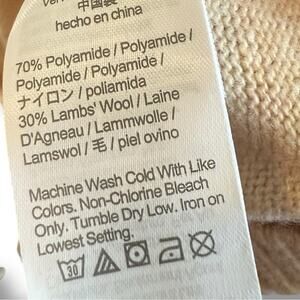 中国製
hecho en china
70% Polyamide / Polyamide /
Polyamide / Polyamide /
ナイロン / poliamida
30% Lambs' Wool / Laine
D'Agneau / Lammwolle /
Lamswol / 毛 / piel ovino
Machine Wash Cold With Like
Colors. Non-Chlorine Bleach
Only. Tumble Dry Low. Iron on
Lowest Setting.
30